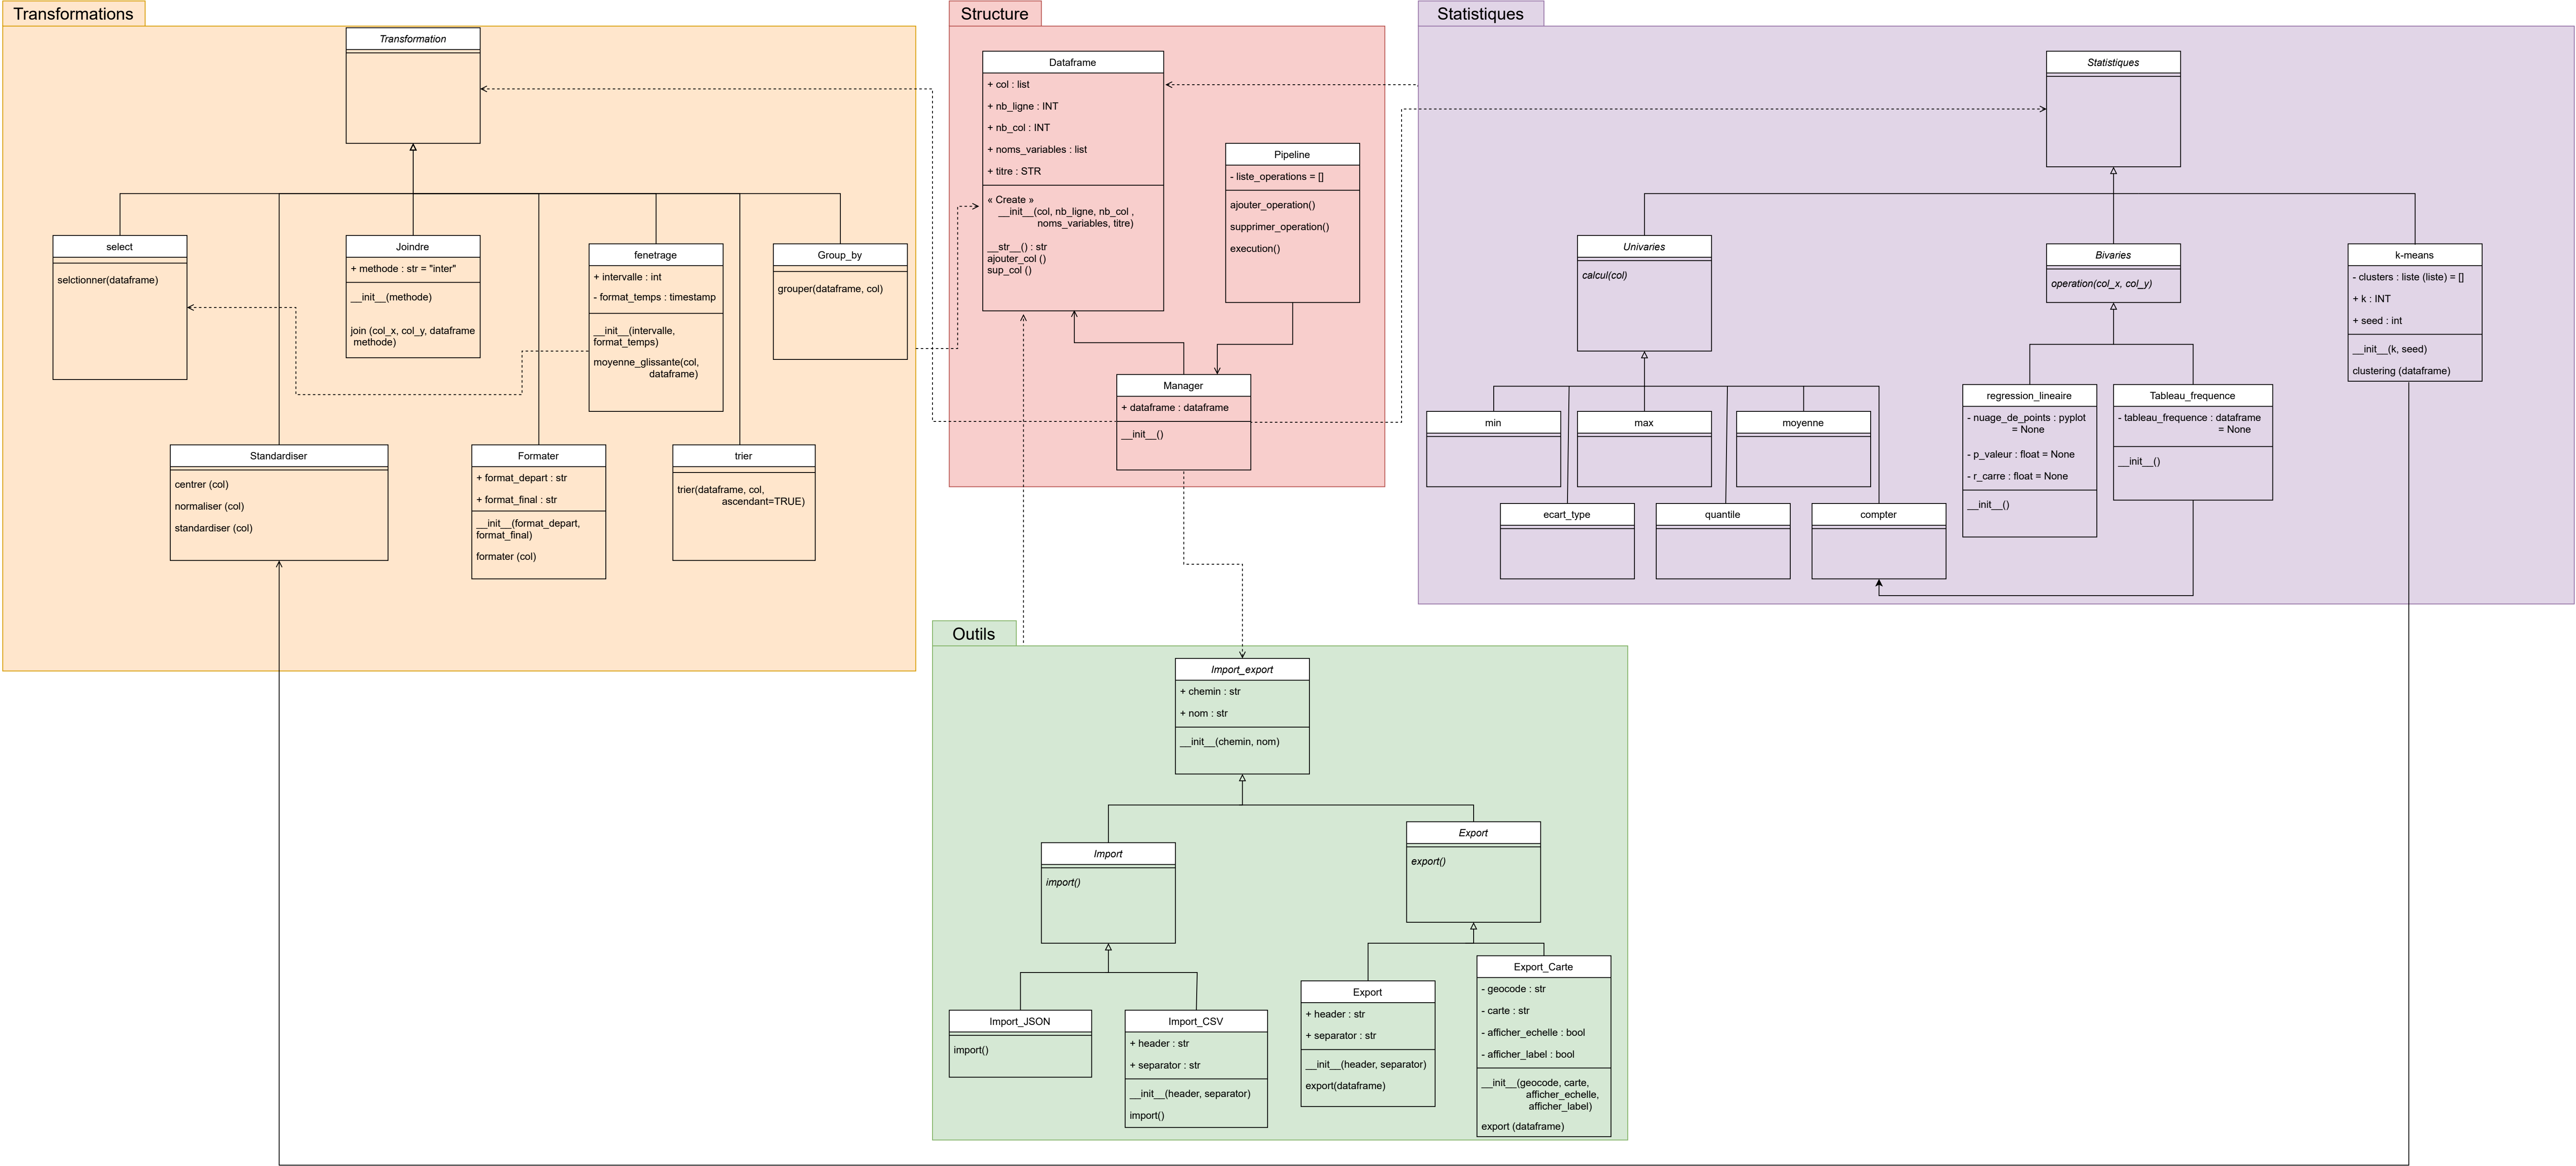 Transformations
Transformation
select
selctionner(dataframe)
Joindre
+ methode : str = "inter"
__init__(methode)
join (col_x, col_y, dataframe
methode)
fenetrage
+ intervalle : int
- format_temps : timestamp
__init__(intervalle,
format_temps)
moyenne_glissante(col,
dataframe)
Group_by
grouper(dataframe, col)
Standardiser
centrer (col)
normaliser (col)
standardiser (col)
Formater
+ format_depart : str
+ format_final : str
__init__(format_depart,
format_final)
formater (col)
trier
trier(dataframe, col,
ascendant=TRUE)
Structure
Dataframe
+ col : list
+ nb_ligne : INT
+ nb_col : INT
+ noms_variables : list
+ titre : STR
« Create »
__init__(col, nb_ligne, nb_col ,
noms_variables, titre)
__str__() : str
ajouter_col ()
sup_col ()
Pipeline
- liste_operations = []
ajouter_operation()
supprimer_operation()
execution()
Manager
+ dataframe : dataframe
__init__()
Statistiques
Statistiques
Univaries
calcul(col)
Bivaries
operation(col_x, col_y)
k-means
- clusters : liste (liste) = []
+ k : INT
+ seed : int
__init__(k, seed)
clustering (dataframe)
min
max
moyenne
ecart_type
quantile
compter
regression_lineaire
- nuage_de_points : pyplot
= None
- p_valeur : float = None
- r_carre : float = None
__init__()
Tableau_frequence
- tableau_frequence : dataframe
= None
__init__()
Outils
Import_export
+ chemin : str
+ nom : str
__init__(chemin, nom)
Import
import()
Export
export()
Import_JSON
import()
Import_CSV
+ header : str
+ separator : str
__init__(header, separator)
import()
Export
+ header : str
+ separator : str
__init__(header, separator)
export(dataframe)
Export_Carte
- geocode : str
- carte : str
- afficher_echelle : bool
- afficher_label : bool
__init__(geocode, carte,
afficher_echelle,
afficher_label)
export (dataframe)